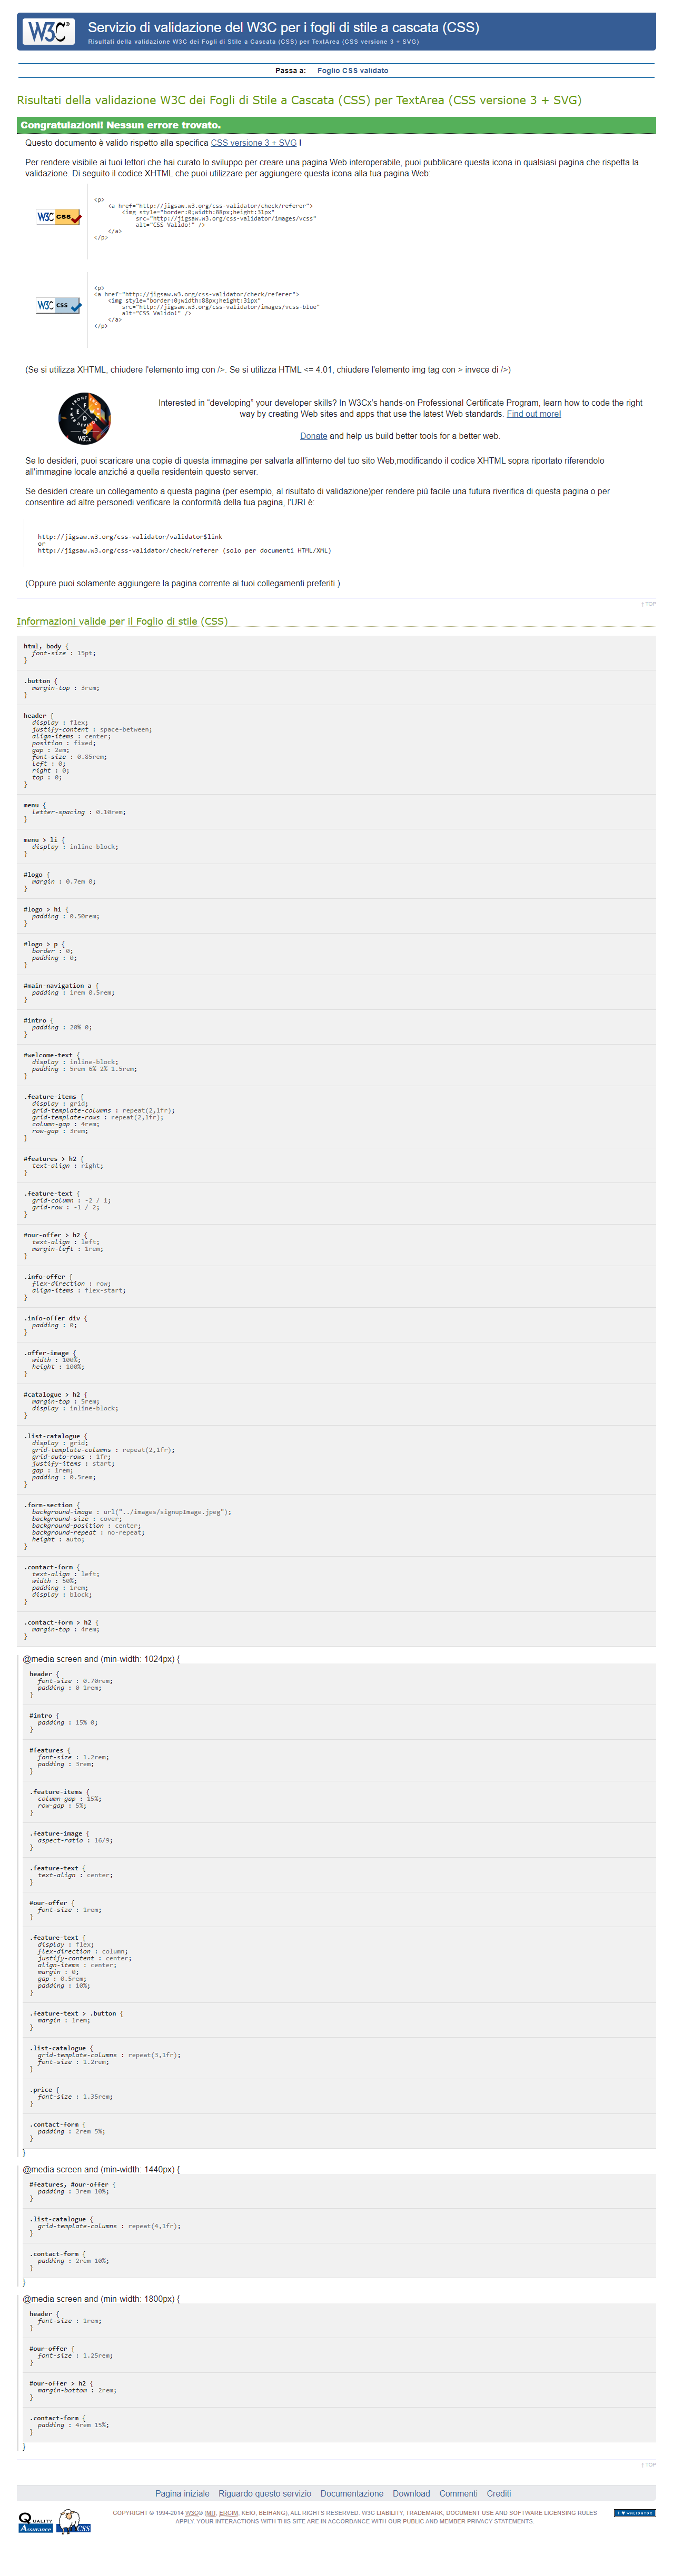 W3C® Servizio di validazione del W3C per i fogli di stile a cascata (CSS)
Risultati della validazione W3C dei Fogli di Stile a Cascata (CSS) per TextArea (CSS versione 3 + SVG)
Passa a: Foglio CSS validato
Risultati della validazione W3C dei Fogli di Stile a Cascata (CSS) per TextArea (CSS versione 3 + SVG)
Congratulazioni! Nessun errore trovato.
Questo documento è valido rispetto alla specifica CSS versione 3 + SVG !
Per rendere visibile ai tuoi lettori che hai curato lo sviluppo per creare una pagina Web interoperabile, puoi pubblicare questa icona in qualsiasi pagina che rispetta la
validazione. Di seguito il codice XHTML che puoi utilizzare per aggiungere questa icona alla tua pagina Web:
W3C css
<p>
<a href="http://jigsaw.w3.org/css-validator/check/referer">
<img style="border:0;width:88px;height:31px"
src="http://jigsaw.w3.org/css-validator/images/vcss"
alt="CSS Valido!" />
</a>
</p>
W3C css
<p>
<a href="http://jigsaw.w3.org/css-validator/check/referer">
<img style="border:0;width:88px;height:31px"
src="http://jigsaw.w3.org/css-validator/images/vcss-blue"
alt="CSS Valido!" />
</a>
</p>
(Se si utilizza XHTML, chiudere l'elemento img con />. Se si utilizza HTML <= 4.01, chiudere l'elemento img tag con > invece di />)
Interested in "developing" your developer skills? In W3Cx's hands-on Professional Certificate Program, learn how to code the right
way by creating Web sites and apps that use the latest Web standards. Find out more!
Donate and help us build better tools for a better web.
Se lo desideri, puoi scaricare una copia di questa immagine per salvarla all'interno del tuo sito Web,modificando il codice XHTML sopra riportato riferendolo
all'immagine locale anziché a quella residentein questo server.
Se desideri creare un collegamento a questa pagina (per esempio, al risultato di validazione)per rendere piú facile una futura riverifica di questa pagina o per
consentire ad altre personedi verificare la conformità della tua pagina, l'URI è:
http://jigsaw.w3.org/css-validator/validator$link
or
http://jigsaw.w3.org/css-validator/check/referer (solo per documenti HTML/XML)
(Oppure puoi solamente aggiungere la pagina corrente ai tuoi collegamenti preferiti.)
↑ TOP
Informazioni valide per il Foglio di stile (CSS)
html, body {
font-size : 15pt;
}
.button {
margin-top : 3rem;
}
header {
display : flex;
justify-content : space-between;
align-items : center;
position : fixed;
gap : 2em;
font-size : 0.85rem;
left : 0;
right : 0;
top : 0;
}
menu {
letter-spacing : 0.10rem;
}
menu > li {
display : inline-block;
}
#logo {
margin : 0.7em 0;
}
#logo > h1 {
padding : 0.50rem;
}
#logo > p {
border : 0;
padding : 0;
}
#main-navigation a {
padding : 1rem 0.5rem;
}
#intro {
padding : 20% 0;
}
#welcome-text {
display : inline-block;
padding : 5rem 6% 2% 1.5rem;
}
.feature-items {
display : grid;
grid-template-columns : repeat(2,1fr);
grid-template-rows : repeat(2,1fr);
column-gap : 4rem;
row-gap : 3rem;
}
#features > h2 {
text-align : right;
}
.feature-text {
grid-column : -2 / 1;
grid-row : -1 / 2;
}
#our-offer > h2 {
text-align : left;
margin-left : 1rem;
}
.info-offer {
flex-direction : row;
align-items : flex-start;
}
.info-offer div {
padding : 0;
}
.offer-image {
width : 100%;
height : 100%;
}
#catalogue > h2 {
margin-top : 5rem;
display : inline-block;
}
.list-catalogue {
display : grid;
grid-template-columns : repeat(2,1fr);
grid-auto-rows : 1fr;
justify-items : start;
gap : 1rem;
padding : 0.5rem;
}
.form-section {
background-image : url("../images/signupImage.jpeg");
background-size : cover;
background-position : center;
background-repeat : no-repeat;
height : auto;
}
.contact-form {
text-align : left;
width : 50%;
padding : 1rem;
display : block;
}
.contact-form > h2 {
margin-top : 4rem;
}
@media screen and (min-width: 1024px) {
header {
font-size : 0.70rem;
padding : 0 1rem;
}
#intro {
padding : 15% 0;
}
#features {
font-size : 1.2rem;
padding : 3rem;
}
.feature-items {
column-gap : 15%;
row-gap : 5%;
}
.feature-image {
aspect-ratio : 16/9;
}
.feature-text {
text-align : center;
}
#our-offer {
font-size : 1rem;
}
.feature-text {
display : flex;
flex-direction : column;
justify-content : center;
align-items : center;
margin : 0;
gap : 0.5rem;
padding : 10%;
}
.feature-text > .button {
margin : 1rem;
}
.list-catalogue {
grid-template-columns : repeat(3,1fr);
font-size : 1.2rem;
}
.price {
font-size : 1.35rem;
}
.contact-form {
padding : 2rem 5%;
}
}
@media screen and (min-width: 1440px) {
#features, #our-offer {
padding : 3rem 10%;
}
.list-catalogue {
grid-template-columns : repeat(4,1fr);
}
.contact-form {
padding : 2rem 10%;
}
}
@media screen and (min-width: 1800px) {
header {
font-size : 1rem;
}
#our-offer {
font-size : 1.25rem;
}
#our-offer > h2 {
margin-bottom : 2rem;
}
.contact-form {
padding : 4rem 15%;
}
}
↑ TOP
Pagina iniziale Riguardo questo servizio Documentazione Download Commenti Crediti
QUALITY Assurance CSS
COPYRIGHT © 1994-2014 W3C® (MIT, ERCIM, KEIO, BEIHANG), ALL RIGHTS RESERVED. W3C LIABILITY, TRADEMARK, DOCUMENT USE AND SOFTWARE LICENSING RULES
APPLY. YOUR INTERACTIONS WITH THIS SITE ARE IN ACCORDANCE WITH OUR PUBLIC AND MEMBER PRIVACY STATEMENTS.
I ♥ VALIDATOR